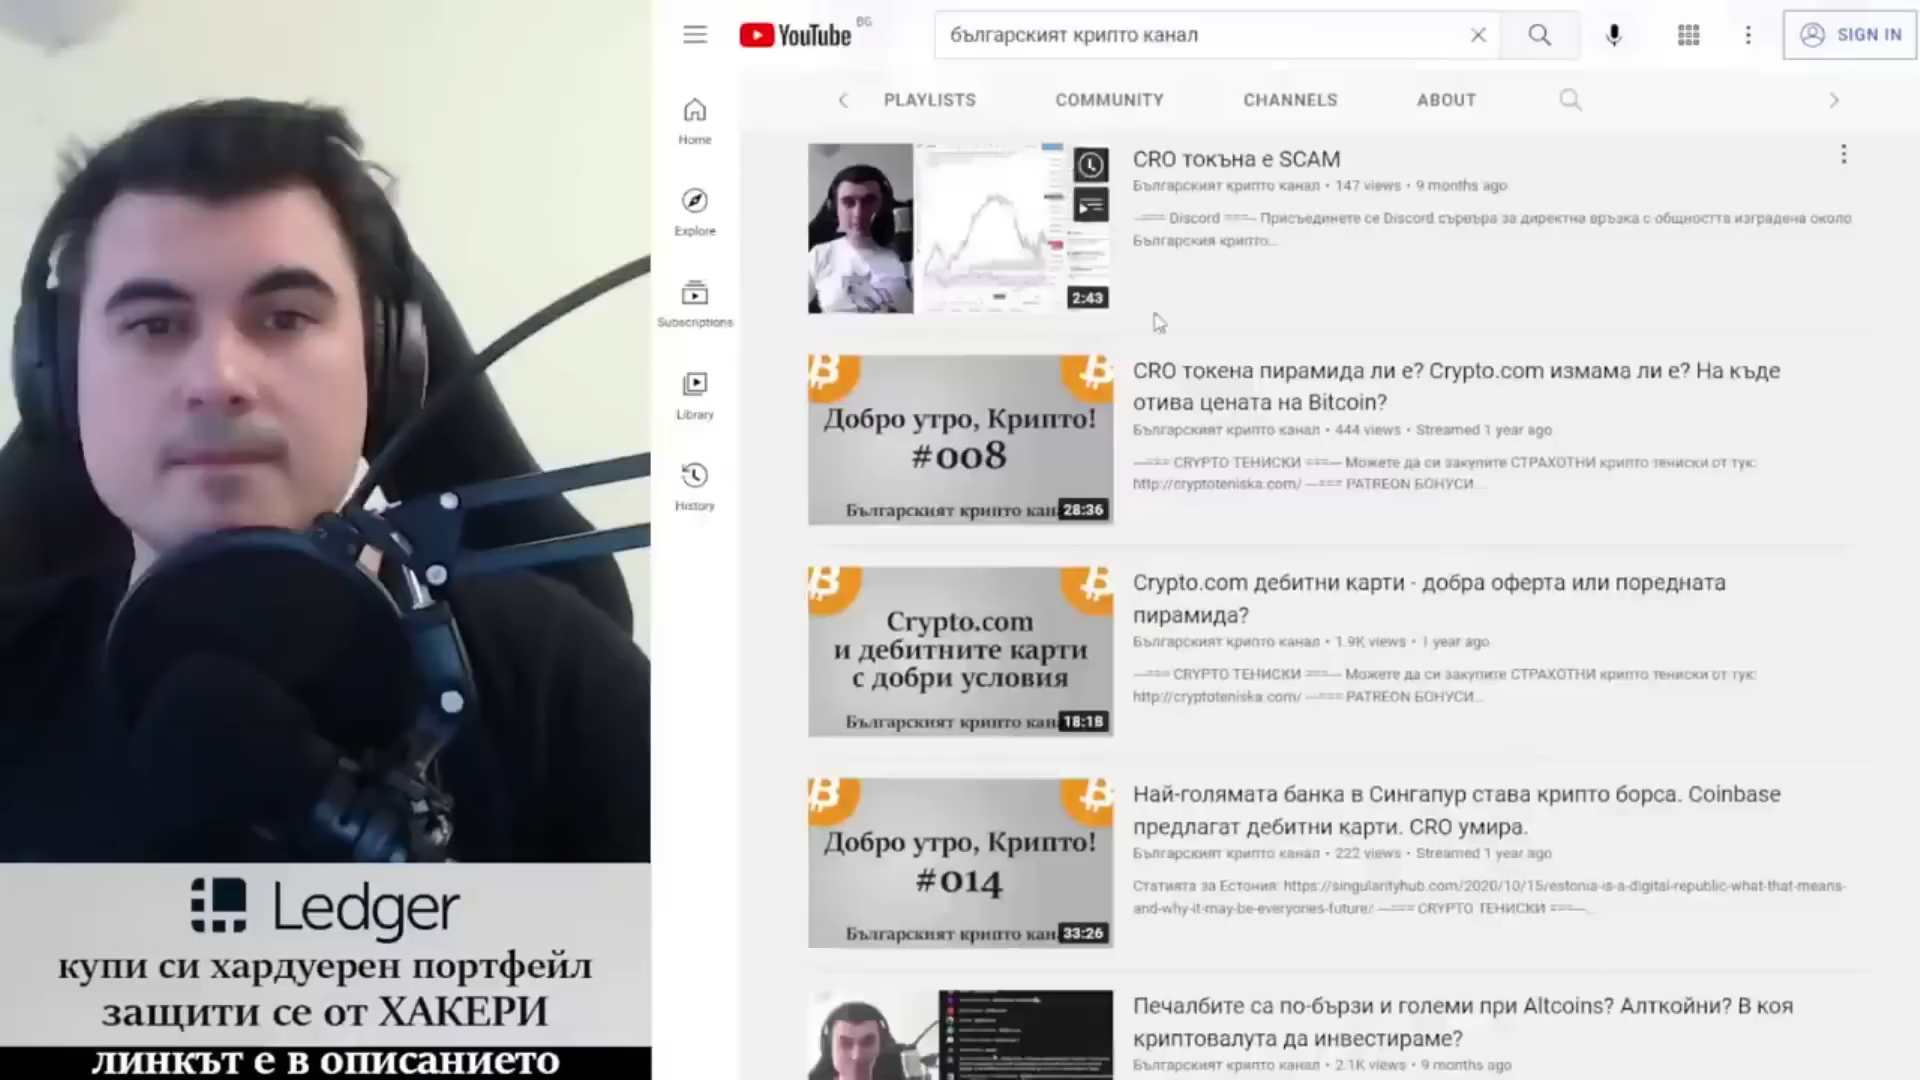 YouTube BG
българският крипто канал
SIGN IN
PLAYLISTS
COMMUNITY
CHANNELS
ABOUT
Home
Explore
Subscriptions
Library
History
2:43
CRO токъна е SCAM
Българският крипто канал • 147 views • 9 months ago
Discord ===— Присъединете се Discord сървъра за директна връзка с общността изградена около
Българския крипто...
Добро утро, Крипто!
#008
Българският крипто кан
28:36
CRO токена пирамида ли е? Crypto.com измама ли е? На къде
отива цената на Bitcoin?
Българският крипто канал • 444 views • Streamed 1 year ago
—=== CRYPTO ТЕНИСКИ ===— Можете да си закупите СТРАХОТНИ крипто тениски от тук:
http://cryptoteniska.com/ —=== PATREON БОНУСИ...
Crypto.com
и дебитните карти
с добри условия
Българският крипто кан
18:18
Crypto.com дебитни карти - добра оферта или поредната
пирамида?
Българският крипто канал • 1.9K views • 1 year ago
—=== CRYPTO ТЕНИСКИ ===— Можете да си закупите СТРАХОТНИ крипто тениски от тук:
http://cryptoteniska.com/ —=== PATREON БОНУСИ...
Добро утро, Крипто!
#014
Българският крипто кан
33:26
Най-голямата банка в Сингапур става крипто борса. Coinbase
предлагат дебитни карти. CRO умира.
Българският крипто канал • 222 views • Streamed 1 year ago
Статията за Естония: https://singularityhub.com/2020/10/15/estonia-is-a-digital-republic-what-that-means-
and-why-it-may-be-everyones-future/ —=== CRYPTO ТЕНИСКИ ===—...
Печалбите са по-бързи и големи при Altcoins? Алткойни? В коя
криптовалута да инвестираме?
Българският крипто канал • 2.1K views • 9 months ago
Ledger
купи си хардуерен портфейл
защити се от ХАКЕРИ
линкът е в описанието